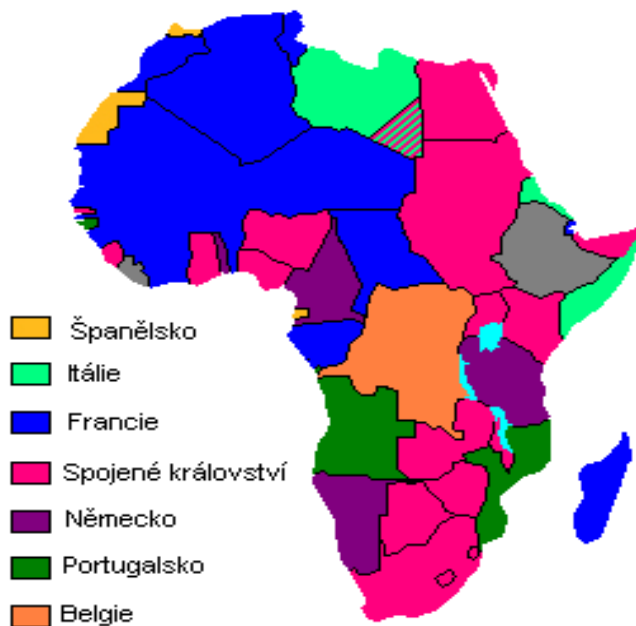 Španělsko
Itálie
Francie
Spojené království
Německo
Portugalsko
Belgie